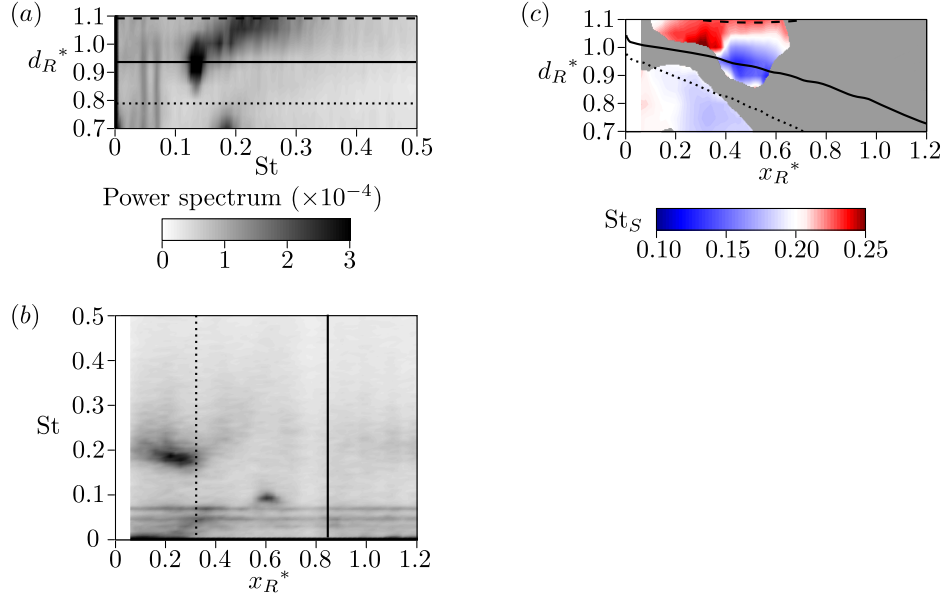 (a)
d_R*
1.1
1.0
0.9
0.8
0.7
0 0.1 0.2 0.3 0.4 0.5
St
Power spectrum (×10⁻⁴)
0 1 2 3
(b)
St
0.5
0.4
0.3
0.2
0.1
0
0 0.2 0.4 0.6 0.8 1.0 1.2
x_R*
(c)
d_R*
1.1
1.0
0.9
0.8
0.7
0 0.2 0.4 0.6 0.8 1.0 1.2
x_R*
St_S
0.10 0.15 0.20 0.25